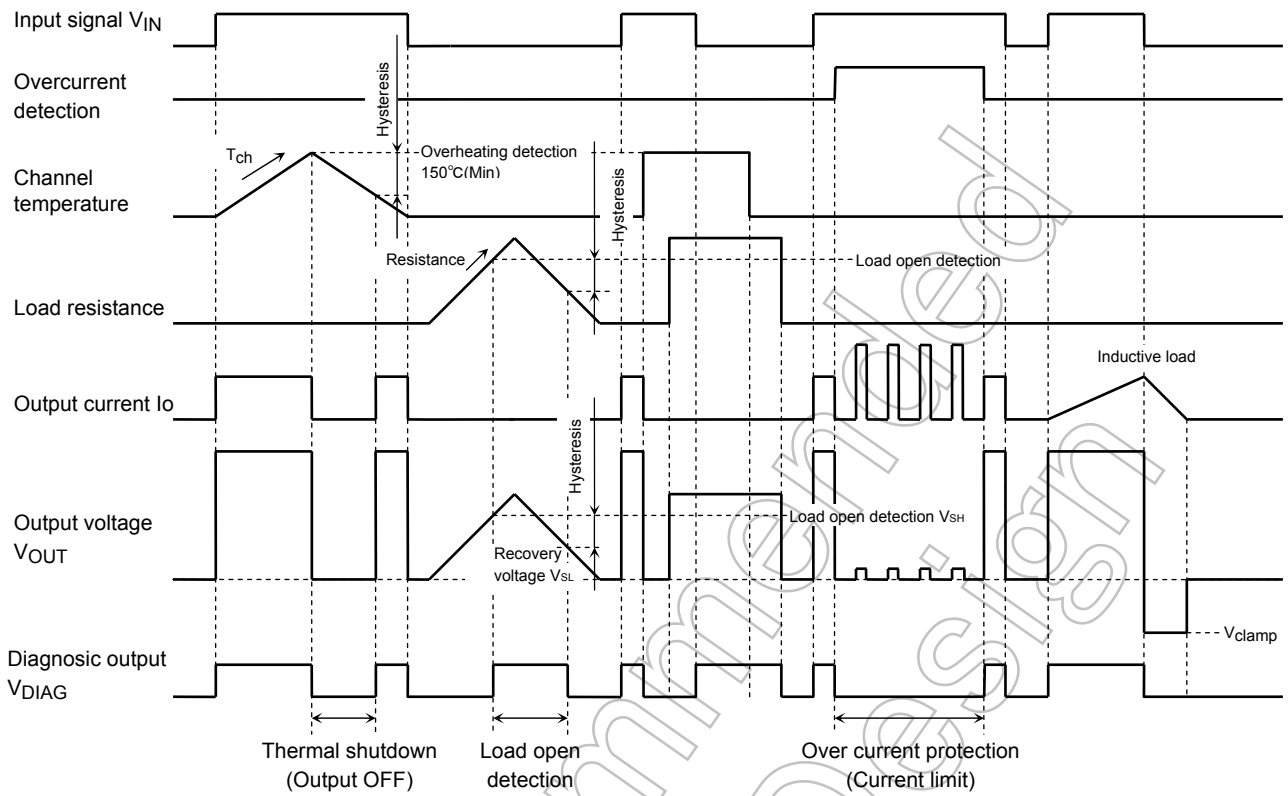 Input signal VIN
Overcurrent
detection
Hysteresis
Tch
Overheating detection
150°C(Min)
Channel
temperature
Hysteresis
Resistance
Load open detection
Load resistance
Inductive load
Output current Io
Hysteresis
Output voltage
VOUT
Load open detection VSH
Recovery
voltage VSL
Vclamp
Diagnosic output
VDIAG
Thermal shutdown
(Output OFF)
Load open
detection
Over current protection
(Current limit)
mmended
Design